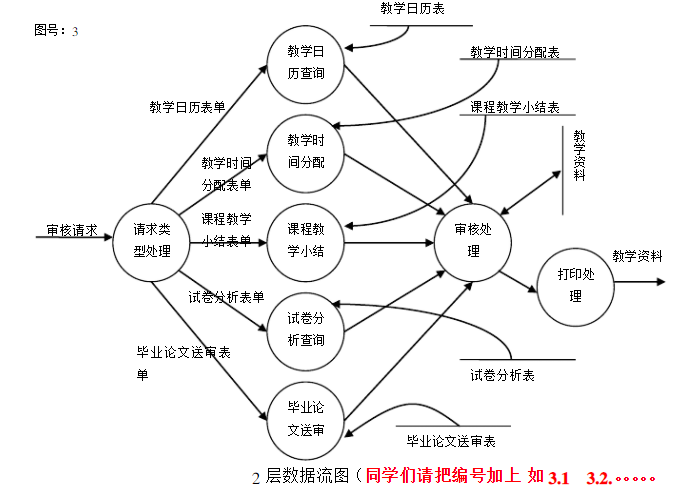 图号：3
教学日历表
教学日
历查询
教学时间分配表
课程教学小结表
教学日历表单
教学资料
教学时间
分配表单
教学时
间分配
课程教学
小结表单
审核请求
请求类
型处理
课程教
学小结
审核处
理
教学资料
打印处
理
试卷分析表单
试卷分
析查询
毕业论文送审表
单
试卷分析表
毕业论
文送审
毕业论文送审表
2 层数据流图（同学们请把编号加上 如 3.1 3.2.。。。。。